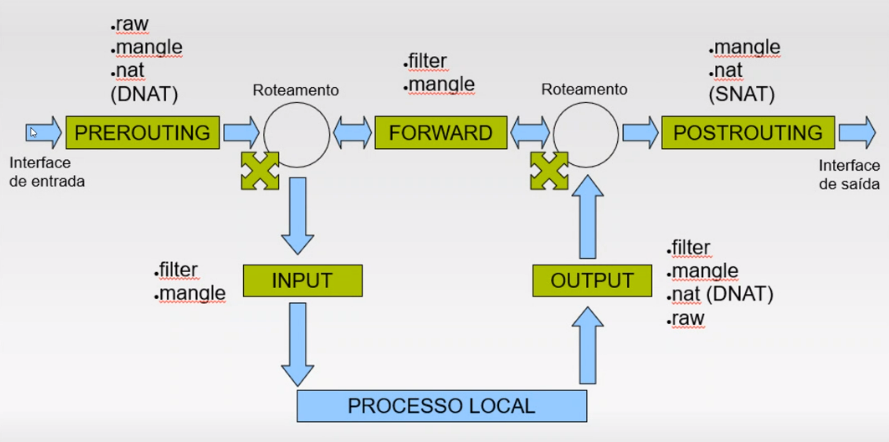 .raw
.mangle
.nat
(DNAT)
Roteamento
.filter
.mangle
Roteamento
.mangle
.nat
(SNAT)
PREROUTING
FORWARD
POSTROUTING
Interface
de entrada
Interface
de saída
.filter
.mangle
INPUT
OUTPUT
.filter
.mangle
.nat (DNAT)
.raw
PROCESSO LOCAL